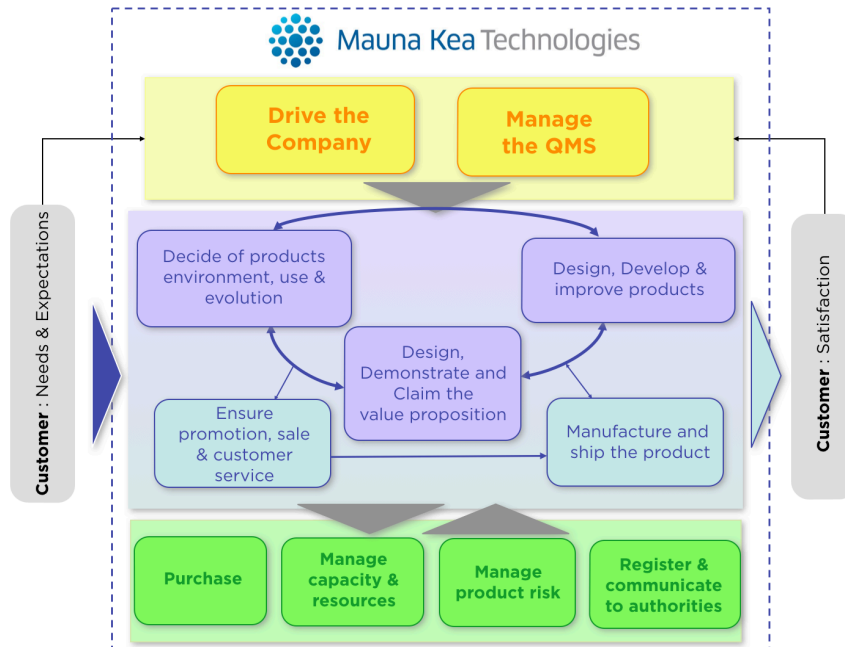 Mauna Kea Technologies
Drive the
Company
Manage
the QMS
Customer : Needs & Expectations
Decide of products
environment, use &
evolution
Design, Develop &
improve products
Design,
Demonstrate and
Claim the
value proposition
Ensure
promotion, sale
& customer
service
Manufacture and
ship the product
Customer : Satisfaction
Purchase
Manage
capacity &
resources
Manage
product risk
Register &
communicate
to authorities